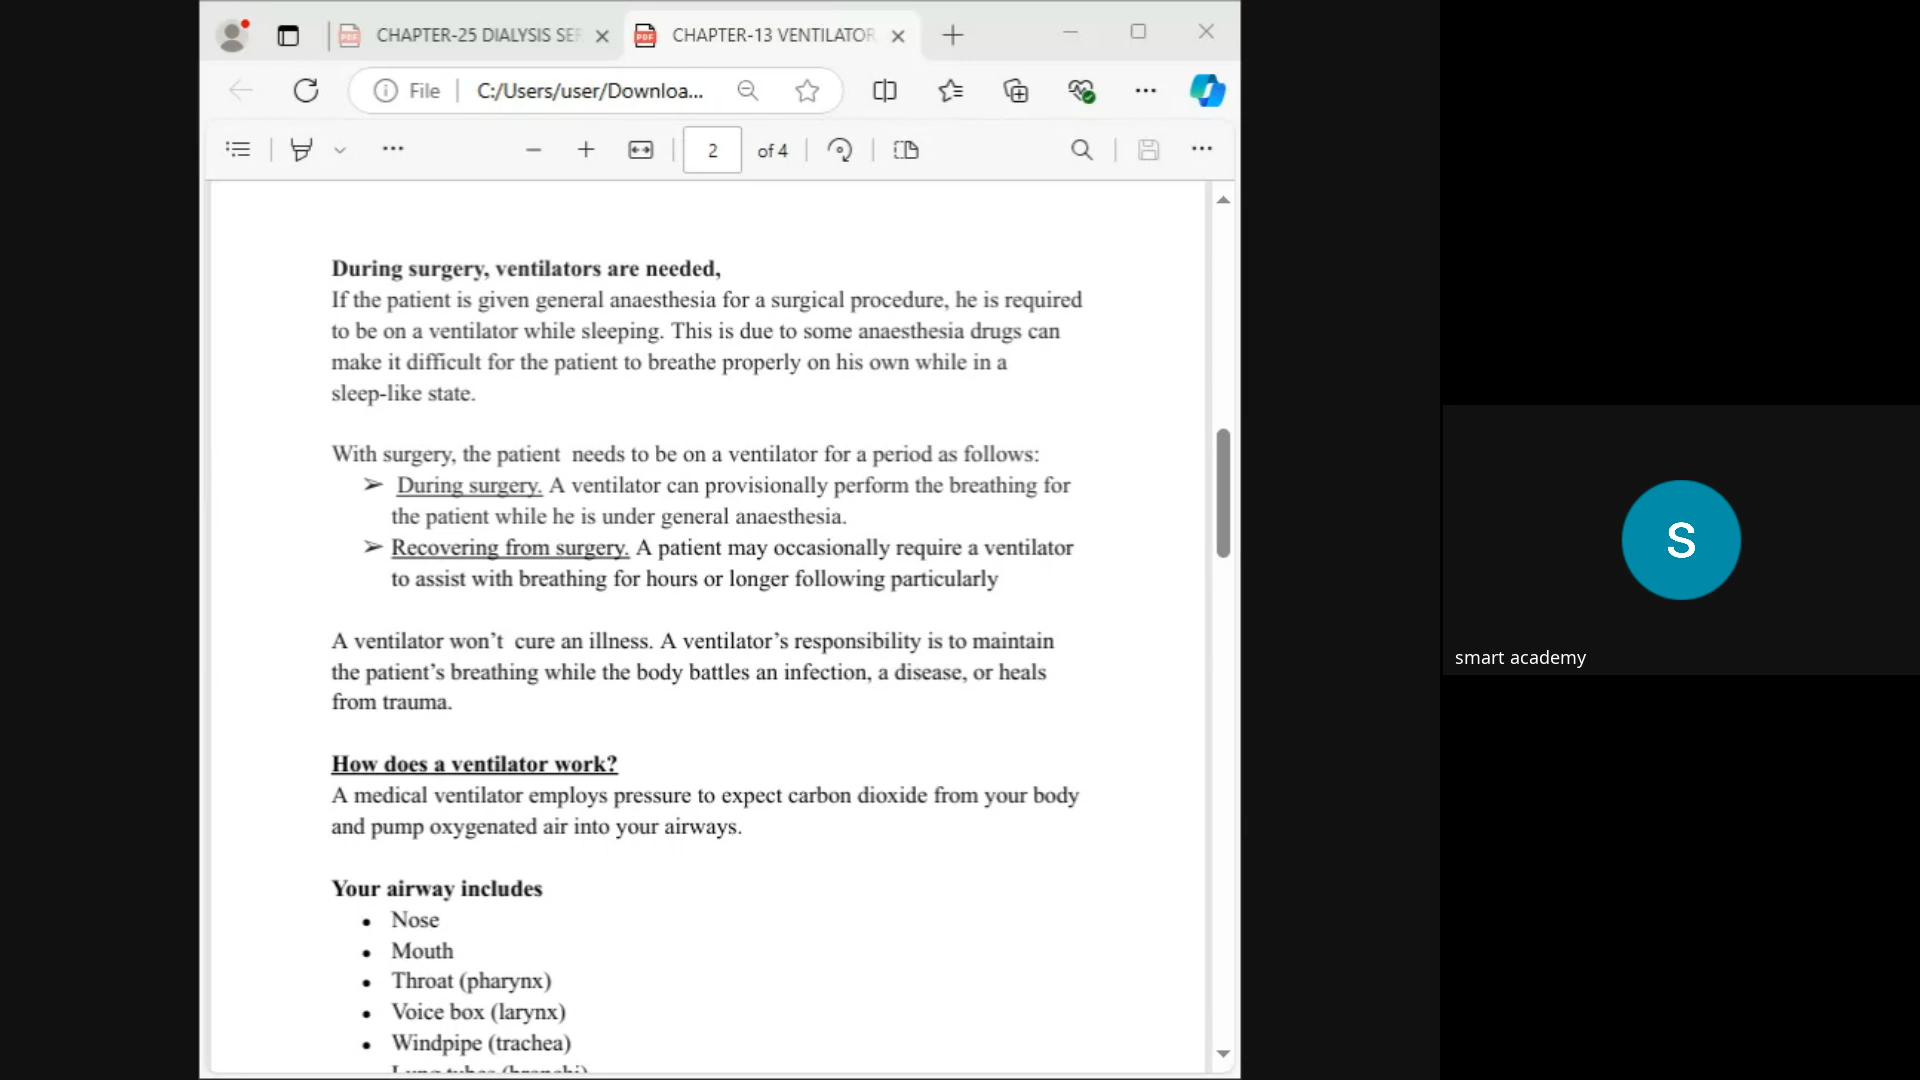 CHAPTER-25 DIALYSIS SER
CHAPTER-13 VENTILATOR
File
C:/Users/user/Downloa...
2
of 4
During surgery, ventilators are needed,
If the patient is given general anaesthesia for a surgical procedure, he is required
to be on a ventilator while sleeping. This is due to some anaesthesia drugs can
make it difficult for the patient to breathe properly on his own while in a
sleep-like state.
With surgery, the patient  needs to be on a ventilator for a period as follows:
➢ During surgery. A ventilator can provisionally perform the breathing for
the patient while he is under general anaesthesia.
➢ Recovering from surgery. A patient may occasionally require a ventilator
to assist with breathing for hours or longer following particularly
A ventilator won’t  cure an illness. A ventilator’s responsibility is to maintain
the patient’s breathing while the body battles an infection, a disease, or heals
from trauma.
How does a ventilator work?
A medical ventilator employs pressure to expect carbon dioxide from your body
and pump oxygenated air into your airways.
Your airway includes
• Nose
• Mouth
• Throat (pharynx)
• Voice box (larynx)
• Windpipe (trachea)
Lung tubes (bronchi)
S
smart academy